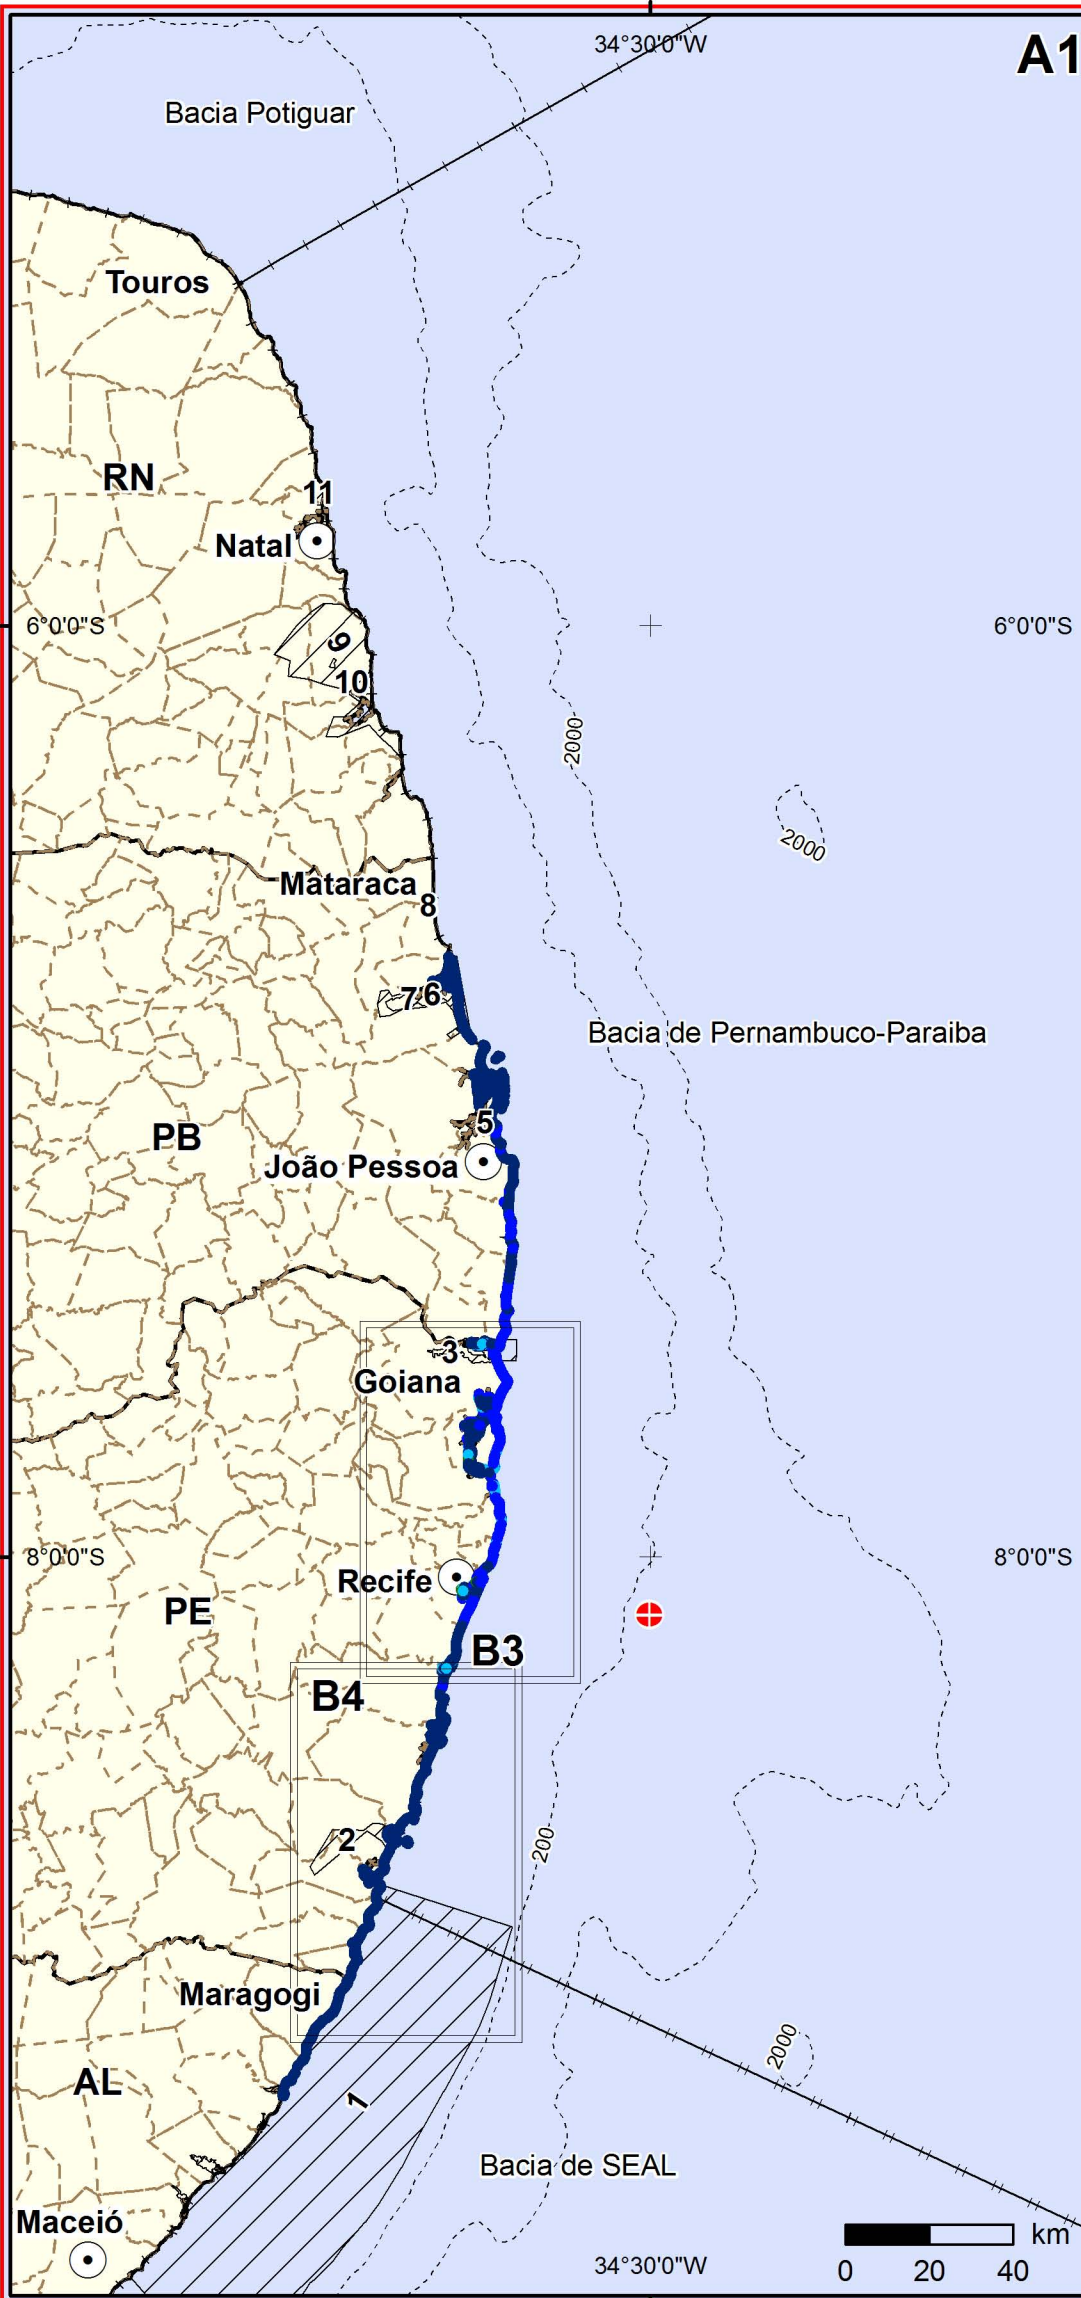 34°30'0"W
A1
Bacia Potiguar
Touros
RN
11
Natal
6°0'0"S
6°0'0"S
9
10
2000
2000
Mataraca
8
7
6
Bacia de Pernambuco-Paraiba
5
PB
João Pessoa
3
Goiana
8°0'0"S
8°0'0"S
Recife
PE
B3
B4
2
200
Maragogi
2000
AL
1
Bacia de SEAL
Maceió
km
34°30'0"W
0 20 40